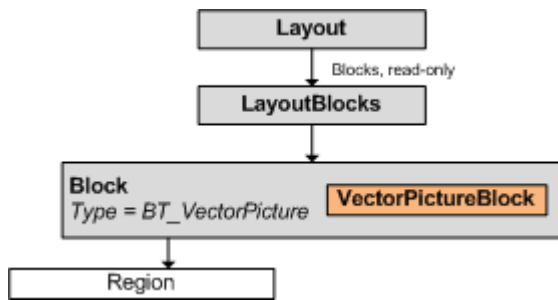 Layout
Blocks, read-only
LayoutBlocks
Block
Type = BT_VectorPicture
VectorPictureBlock
Region